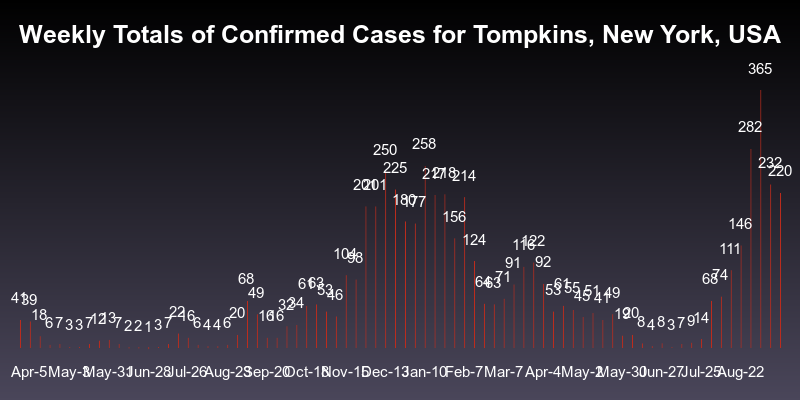 Weekly Totals of Confirmed Cases for Tompkins, New York, USA
41 39 18 6 7 3 3 7 12 13 7 2 2 1 3 7 22 16 6 4 4 6 20 68 49 16 16 32 34 61 62 53 46 104 98 201 201 250 225 180 177 258 217 218 156 214 124 64 63 71 91 116 122 92 53 61 55 45 51 41 49 19 20 8 4 8 3 7 9 14 68 74 111 146 282 365 232 220
Apr-5 May-3 May-31 Jun-28 Jul-26 Aug-23 Sep-20 Oct-18 Nov-15 Dec-13 Jan-10 Feb-7 Mar-7 Apr-4 May-2 May-30 Jun-27 Jul-25 Aug-22